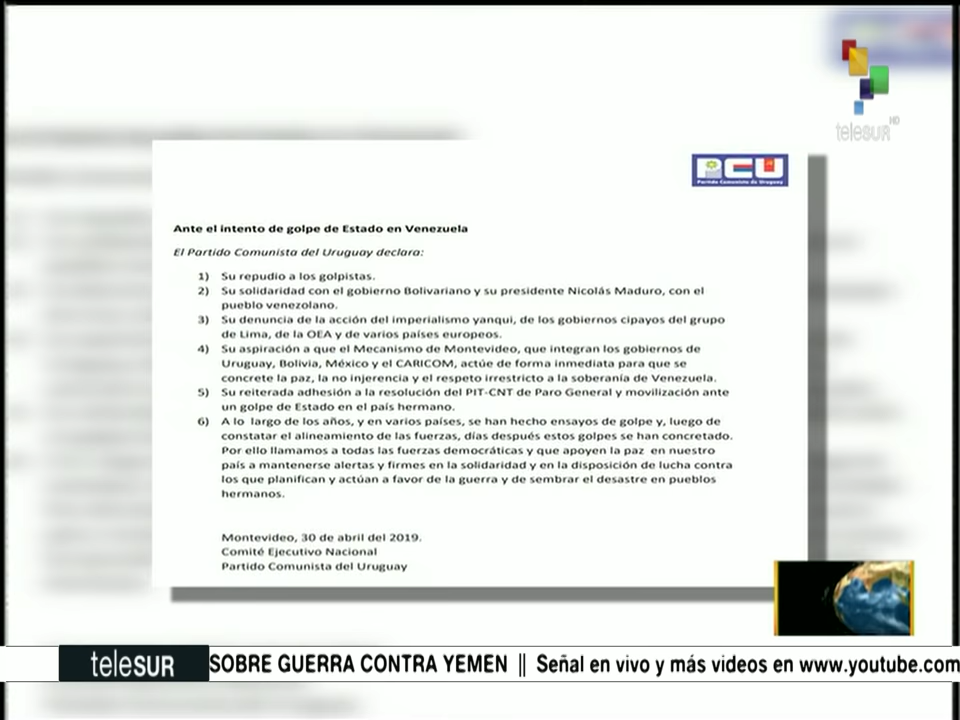 teleSUR HD
PCU
Partido Comunista de Uruguay
Ante el intento de golpe de Estado en Venezuela
El Partido Comunista del Uruguay declara:
1) Su repudio a los golpistas.
2) Su solidaridad con el gobierno Bolivariano y su presidente Nicolás Maduro, con el
pueblo venezolano.
3) Su denuncia de la acción del imperialismo yanqui, de los gobiernos cipayos del grupo
de Lima, de la OEA y de varios países europeos.
4) Su aspiración a que el Mecanismo de Montevideo, que integran los gobiernos de
Uruguay, Bolivia, México y el CARICOM, actúe de forma inmediata para que se
concrete la paz, la no injerencia y el respeto irrestricto a la soberanía de Venezuela.
5) Su reiterada adhesión a la resolución del PIT-CNT de Paro General y movilización ante
un golpe de Estado en el país hermano.
6) A lo largo de los años, y en varios países, se han hecho ensayos de golpe y, luego de
constatar el alineamiento de las fuerzas, días después estos golpes se han concretado.
Por ello llamamos a todas las fuerzas democráticas y que apoyen la paz en nuestro
país a mantenerse alertas y firmes en la solidaridad y en la disposición de lucha contra
los que planifican y actúan a favor de la guerra y de sembrar el desastre en pueblos
hermanos.
Montevideo, 30 de abril del 2019.
Comité Ejecutivo Nacional
Partido Comunista del Uruguay
teleSUR SOBRE GUERRA CONTRA YEMEN || Señal en vivo y más videos en www.youtube.com